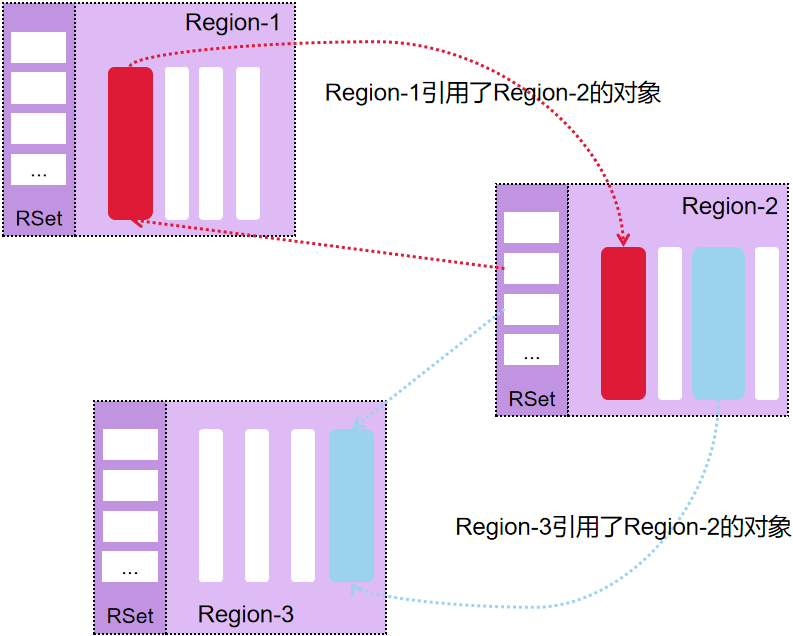 Region-1
...
RSet
Region-1引用了Region-2的对象
Region-2
...
RSet
...
RSet
Region-3
Region-3引用了Region-2的对象